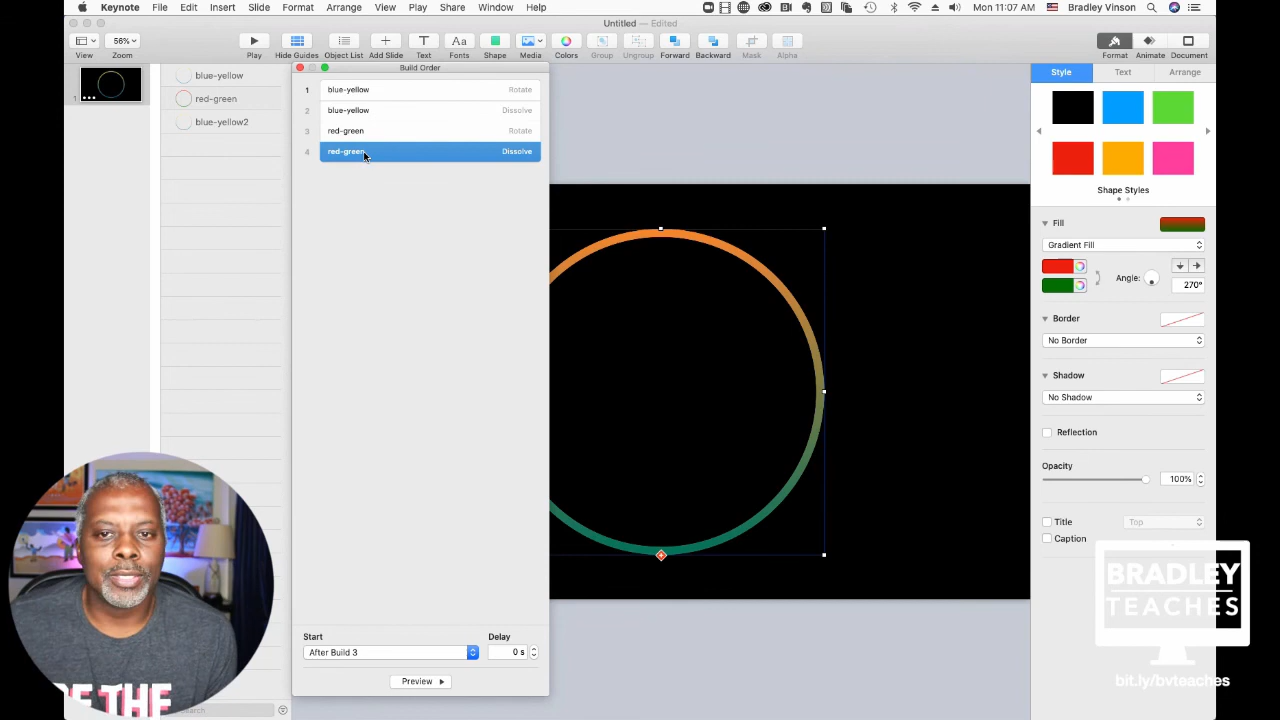 Keynote File Edit Insert Slide Format Arrange View Play Share Window Help Mon 11:07 AM Bradley Vinson
Untitled — Edited
56%
View Zoom Play Hide Guides Object List Add Slide Text Fonts Shape Media Colors Group Ungroup Forward Backward Mask Alpha Format Animate Document
Build Order
1 blue-yellow Rotate
2 blue-yellow Dissolve
3 red-green Rotate
4 red-green Dissolve
Start Delay
After Build 3 0 s
Preview
1
blue-yellow
red-green
blue-yellow2
Style Text Arrange
Shape Styles
Fill
Gradient Fill
Angle:
270°
Border
No Border
Shadow
No Shadow
Reflection
Opacity
100%
Title Top
Caption
BRADLEY
TEACHES
bit.ly/bvteaches